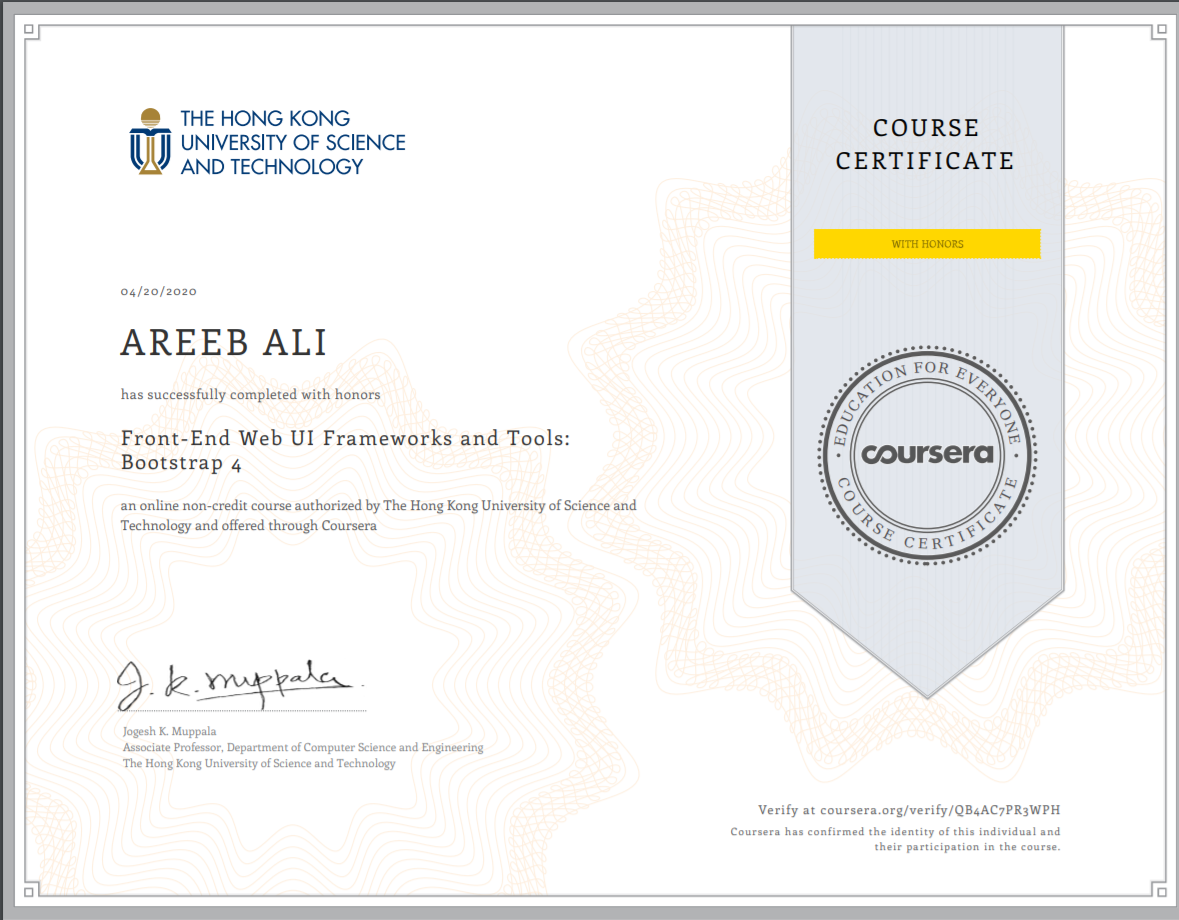 THE HONG KONG
UNIVERSITY OF SCIENCE
AND TECHNOLOGY
COURSE
CERTIFICATE
WITH HONORS
04/20/2020
AREEB ALI
has successfully completed with honors
Front-End Web UI Frameworks and Tools:
Bootstrap 4
an online non-credit course authorized by The Hong Kong University of Science and
Technology and offered through Coursera
EDUCATION FOR EVERYONE
coursera
COURSE CERTIFICATE
J. K. Muppala
Jogesh K. Muppala
Associate Professor, Department of Computer Science and Engineering
The Hong Kong University of Science and Technology
Verify at coursera.org/verify/QB4AC7PR3WPH
Coursera has confirmed the identity of this individual and
their participation in the course.